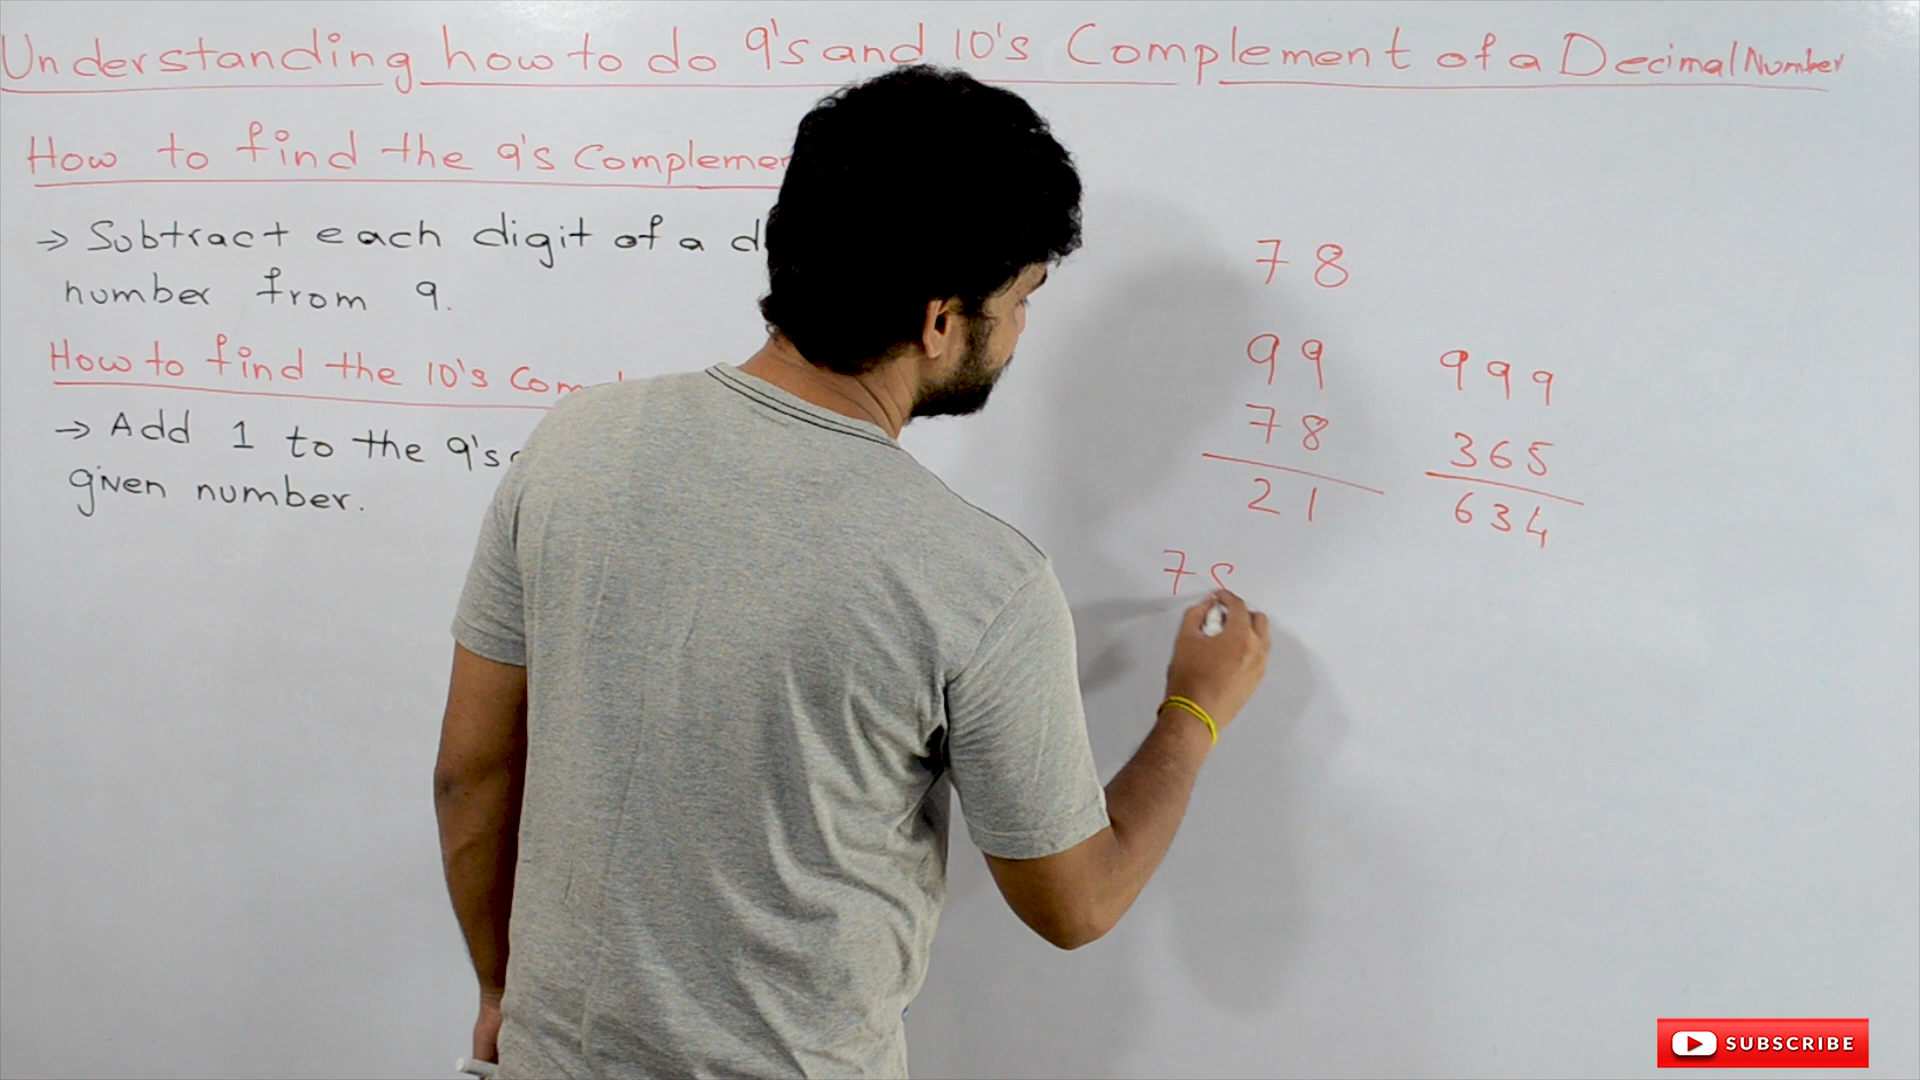 Understanding how to do 9's and 10's Complement of a Decimal Number
How to find the 9's
→ Subtract each digit of a
number from 9.
How to find the 10's
→ Add 1 to the 9's
given number.
78
99
78
21
999
365
634
7
SUBSCRIBE